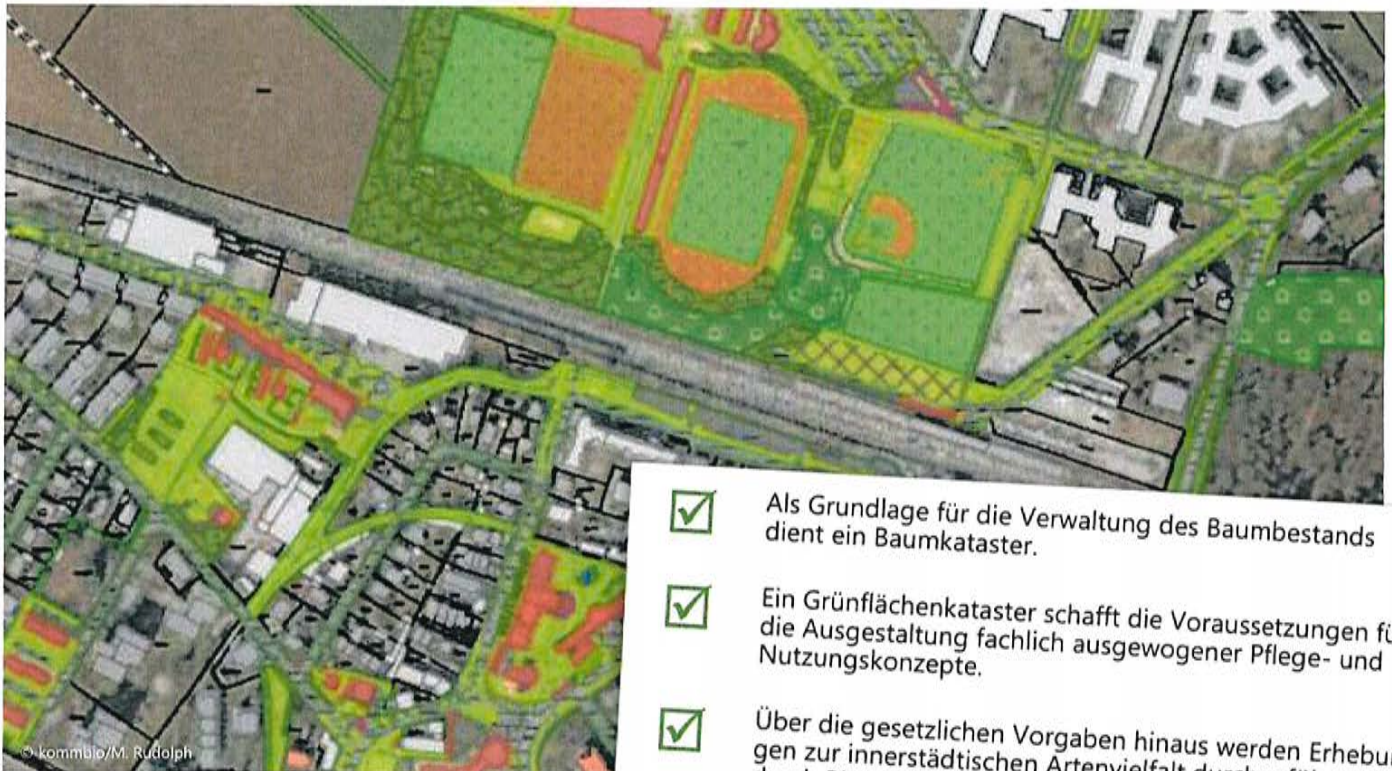 © kommbio/M. Rudolph
Als Grundlage für die Verwaltung des Baumbestands
dient ein Baumkataster.
Ein Grünflächenkataster schafft die Voraussetzungen
die Ausgestaltung fachlich ausgewogener Pflege- und
Nutzungskonzepte.
Über die gesetzlichen Vorgaben hinaus werden
gen zur innerstädtischen Artenvielfalt